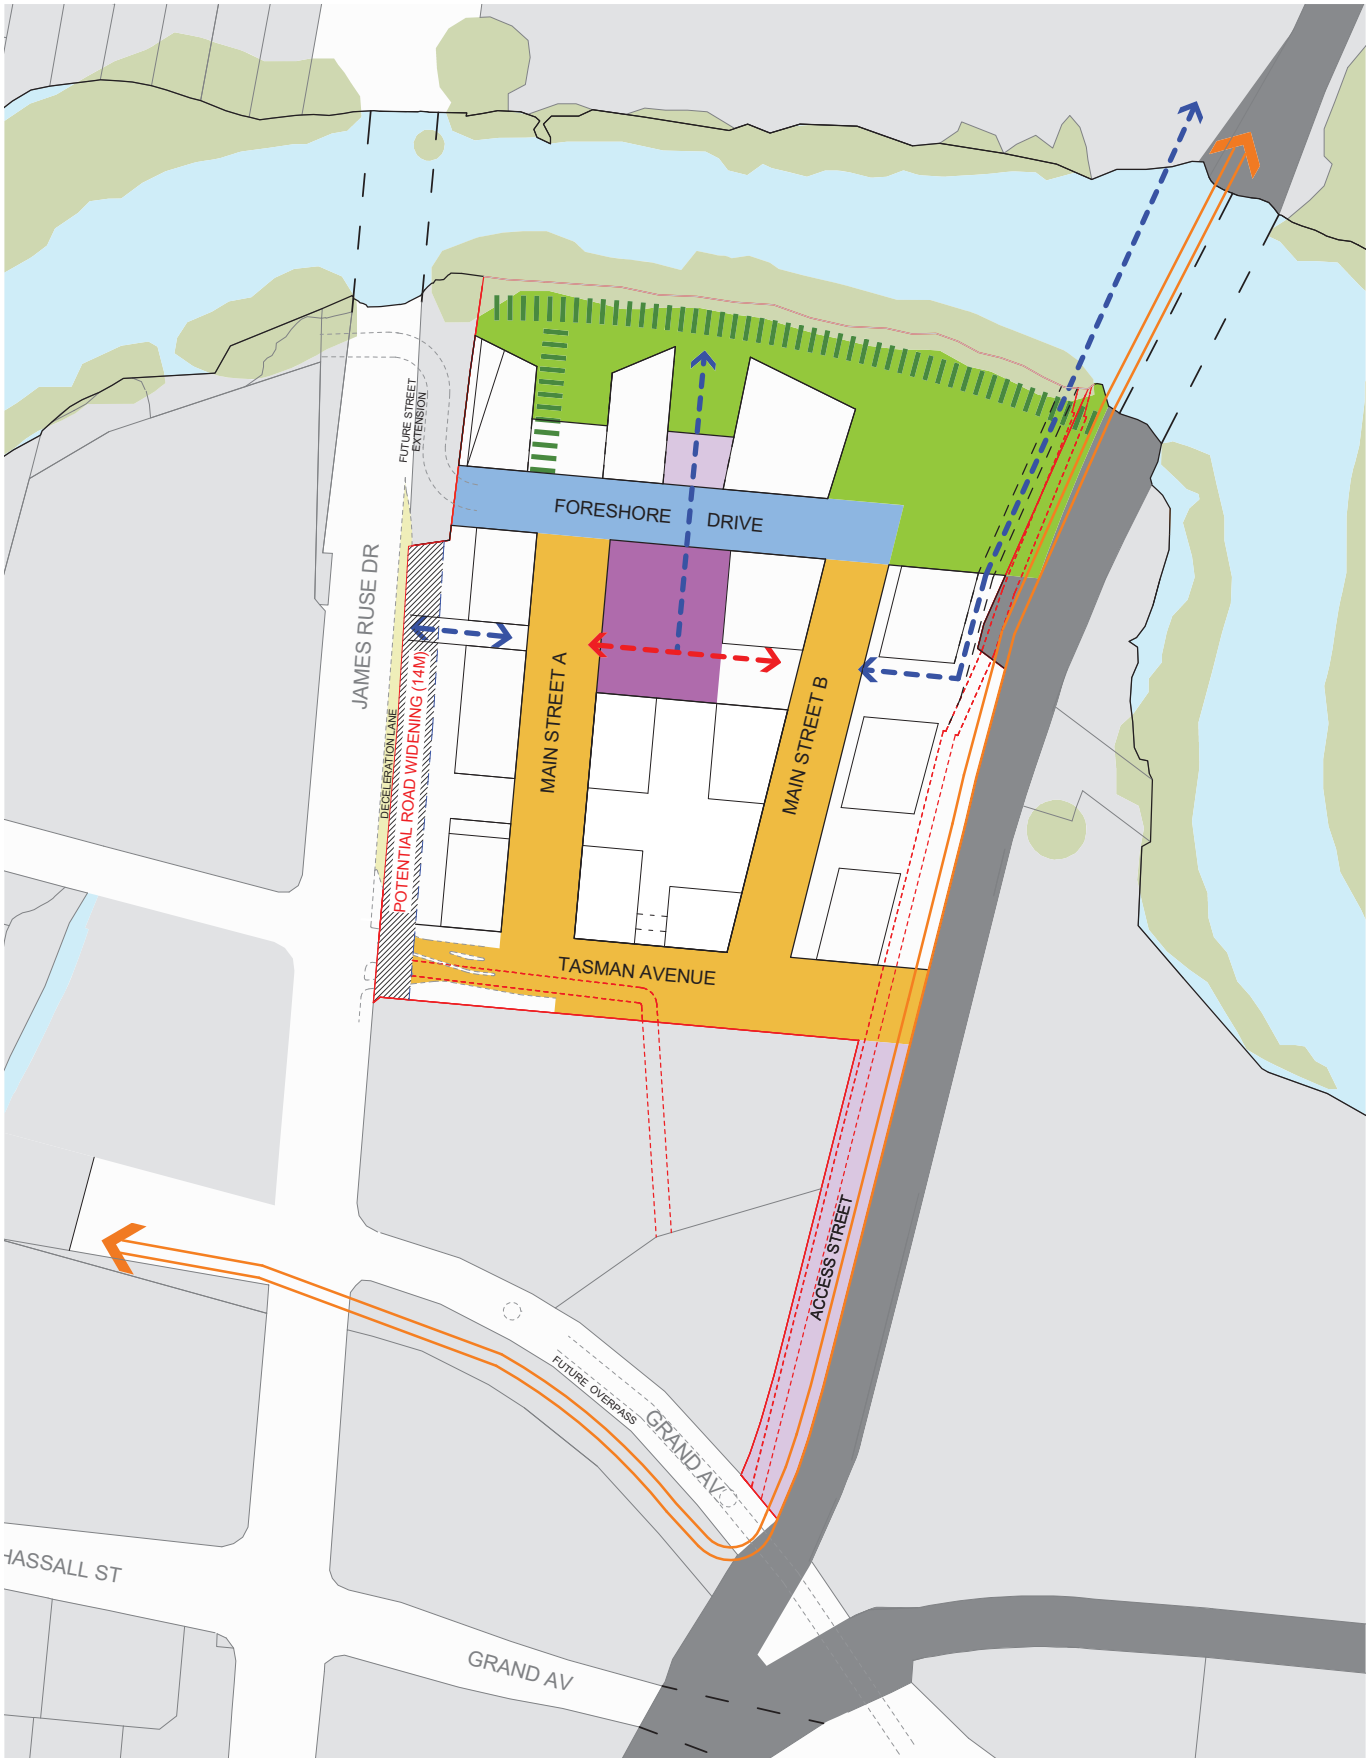 FUTURE STREET
EXTENSION
FORESHORE DRIVE
JAMES RUSE DR
DECELERATION LANE
POTENTIAL ROAD WIDENING (14M)
MAIN STREET A
MAIN STREET B
TASMAN AVENUE
ACCESS STREET
FUTURE OVERPASS
GRAND AV
HASSALL ST
GRAND AV